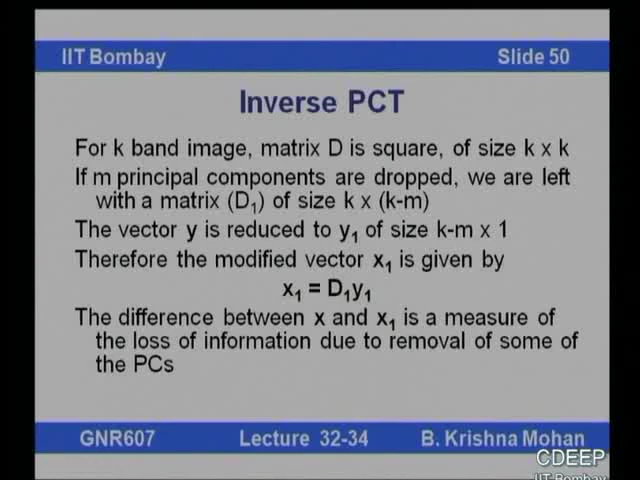 IIT Bombay Slide 50
Inverse PCT
For k band image, matrix D is square, of size k x k
If m principal components are dropped, we are left
with a matrix (D₁) of size k x (k-m)
The vector y is reduced to y₁ of size k-m x 1
Therefore the modified vector x₁ is given by
x₁ = D₁y₁
The difference between x and x₁ is a measure of
the loss of information due to removal of some of
the PCs
GNR607 Lecture 32-34 B. Krishna Mohan
CDEEP
IIT Bombay